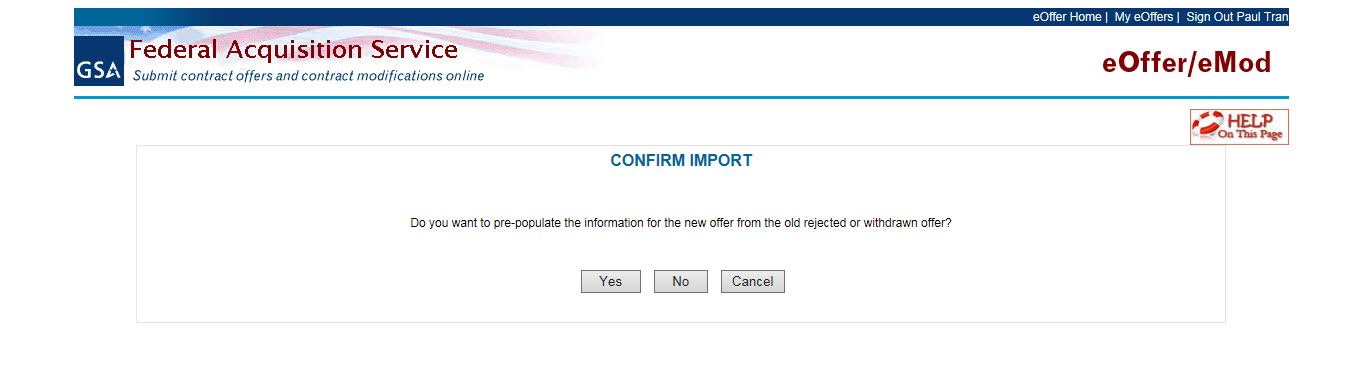 eOffer Home | My eOffers | Sign Out Paul Tran
GSA
Federal Acquisition Service
Submit contract offers and contract modifications online
eOffer/eMod
HELP
On This Page
CONFIRM IMPORT
Do you want to pre-populate the information for the new offer from the old rejected or withdrawn offer?
Yes No Cancel